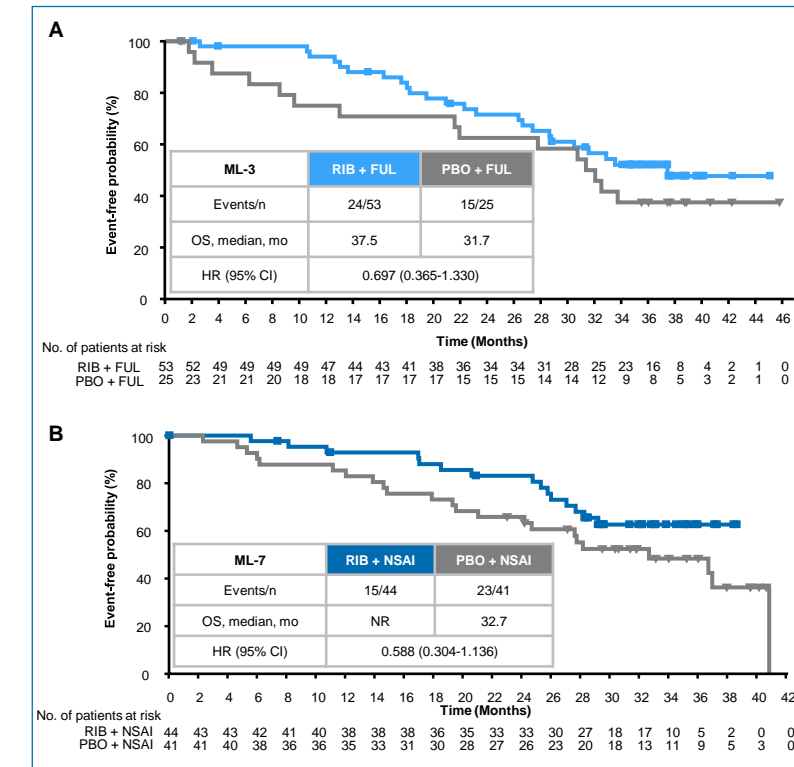 A
Event-free probability (%)
100
80
60
40
20
0
ML-3 RIB + FUL PBO + FUL
Events/n 24/53 15/25
OS, median, mo 37.5 31.7
HR (95% CI) 0.697 (0.365-1.330)
0 2 4 6 8 10 12 14 16 18 20 22 24 26 28 30 32 34 36 38 40 42 44 46
Time (Months)
No. of patients at risk
RIB + FUL 53 52 49 49 49 49 47 44 43 41 38 36 34 34 31 28 25 23 16 8 4 2 1 0
PBO + FUL 25 23 21 21 20 18 18 17 17 17 17 15 15 15 14 14 12 9 8 5 3 2 1 0
B
Event-free probability (%)
100
80
60
40
20
0
ML-7 RIB + NSAI PBO + NSAI
Events/n 15/44 23/41
OS, median, mo NR 32.7
HR (95% CI) 0.588 (0.304-1.136)
0 2 4 6 8 10 12 14 16 18 20 22 24 26 28 30 32 34 36 38 40 42
Time (Months)
No. of patients at risk
RIB + NSAI 44 43 43 42 41 40 38 38 38 36 35 33 33 30 27 18 17 10 5 2 0 0
PBO + NSAI 41 41 40 38 36 36 35 33 31 30 28 27 26 23 20 18 13 11 9 5 3 0